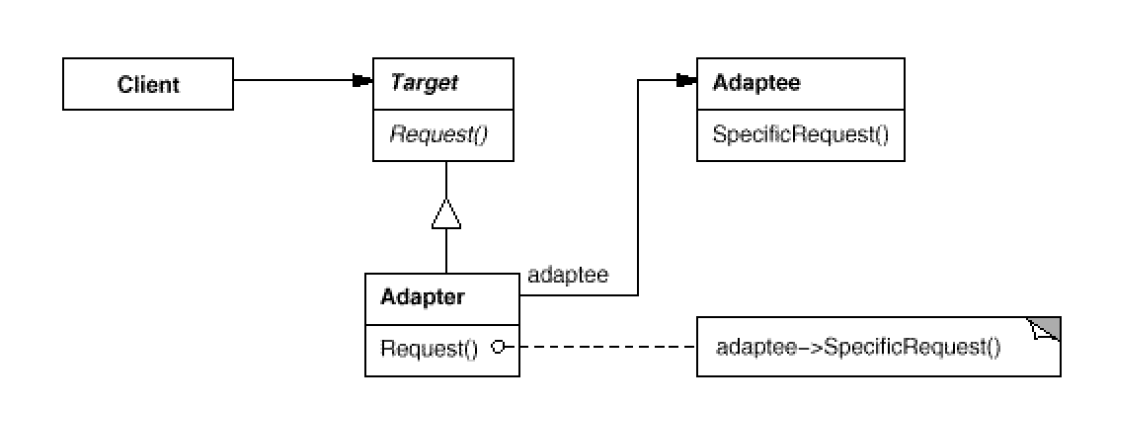 Client
Target
Request()
Adaptee
SpecificRequest()
adaptee
Adapter
Request()
adaptee->SpecificRequest()